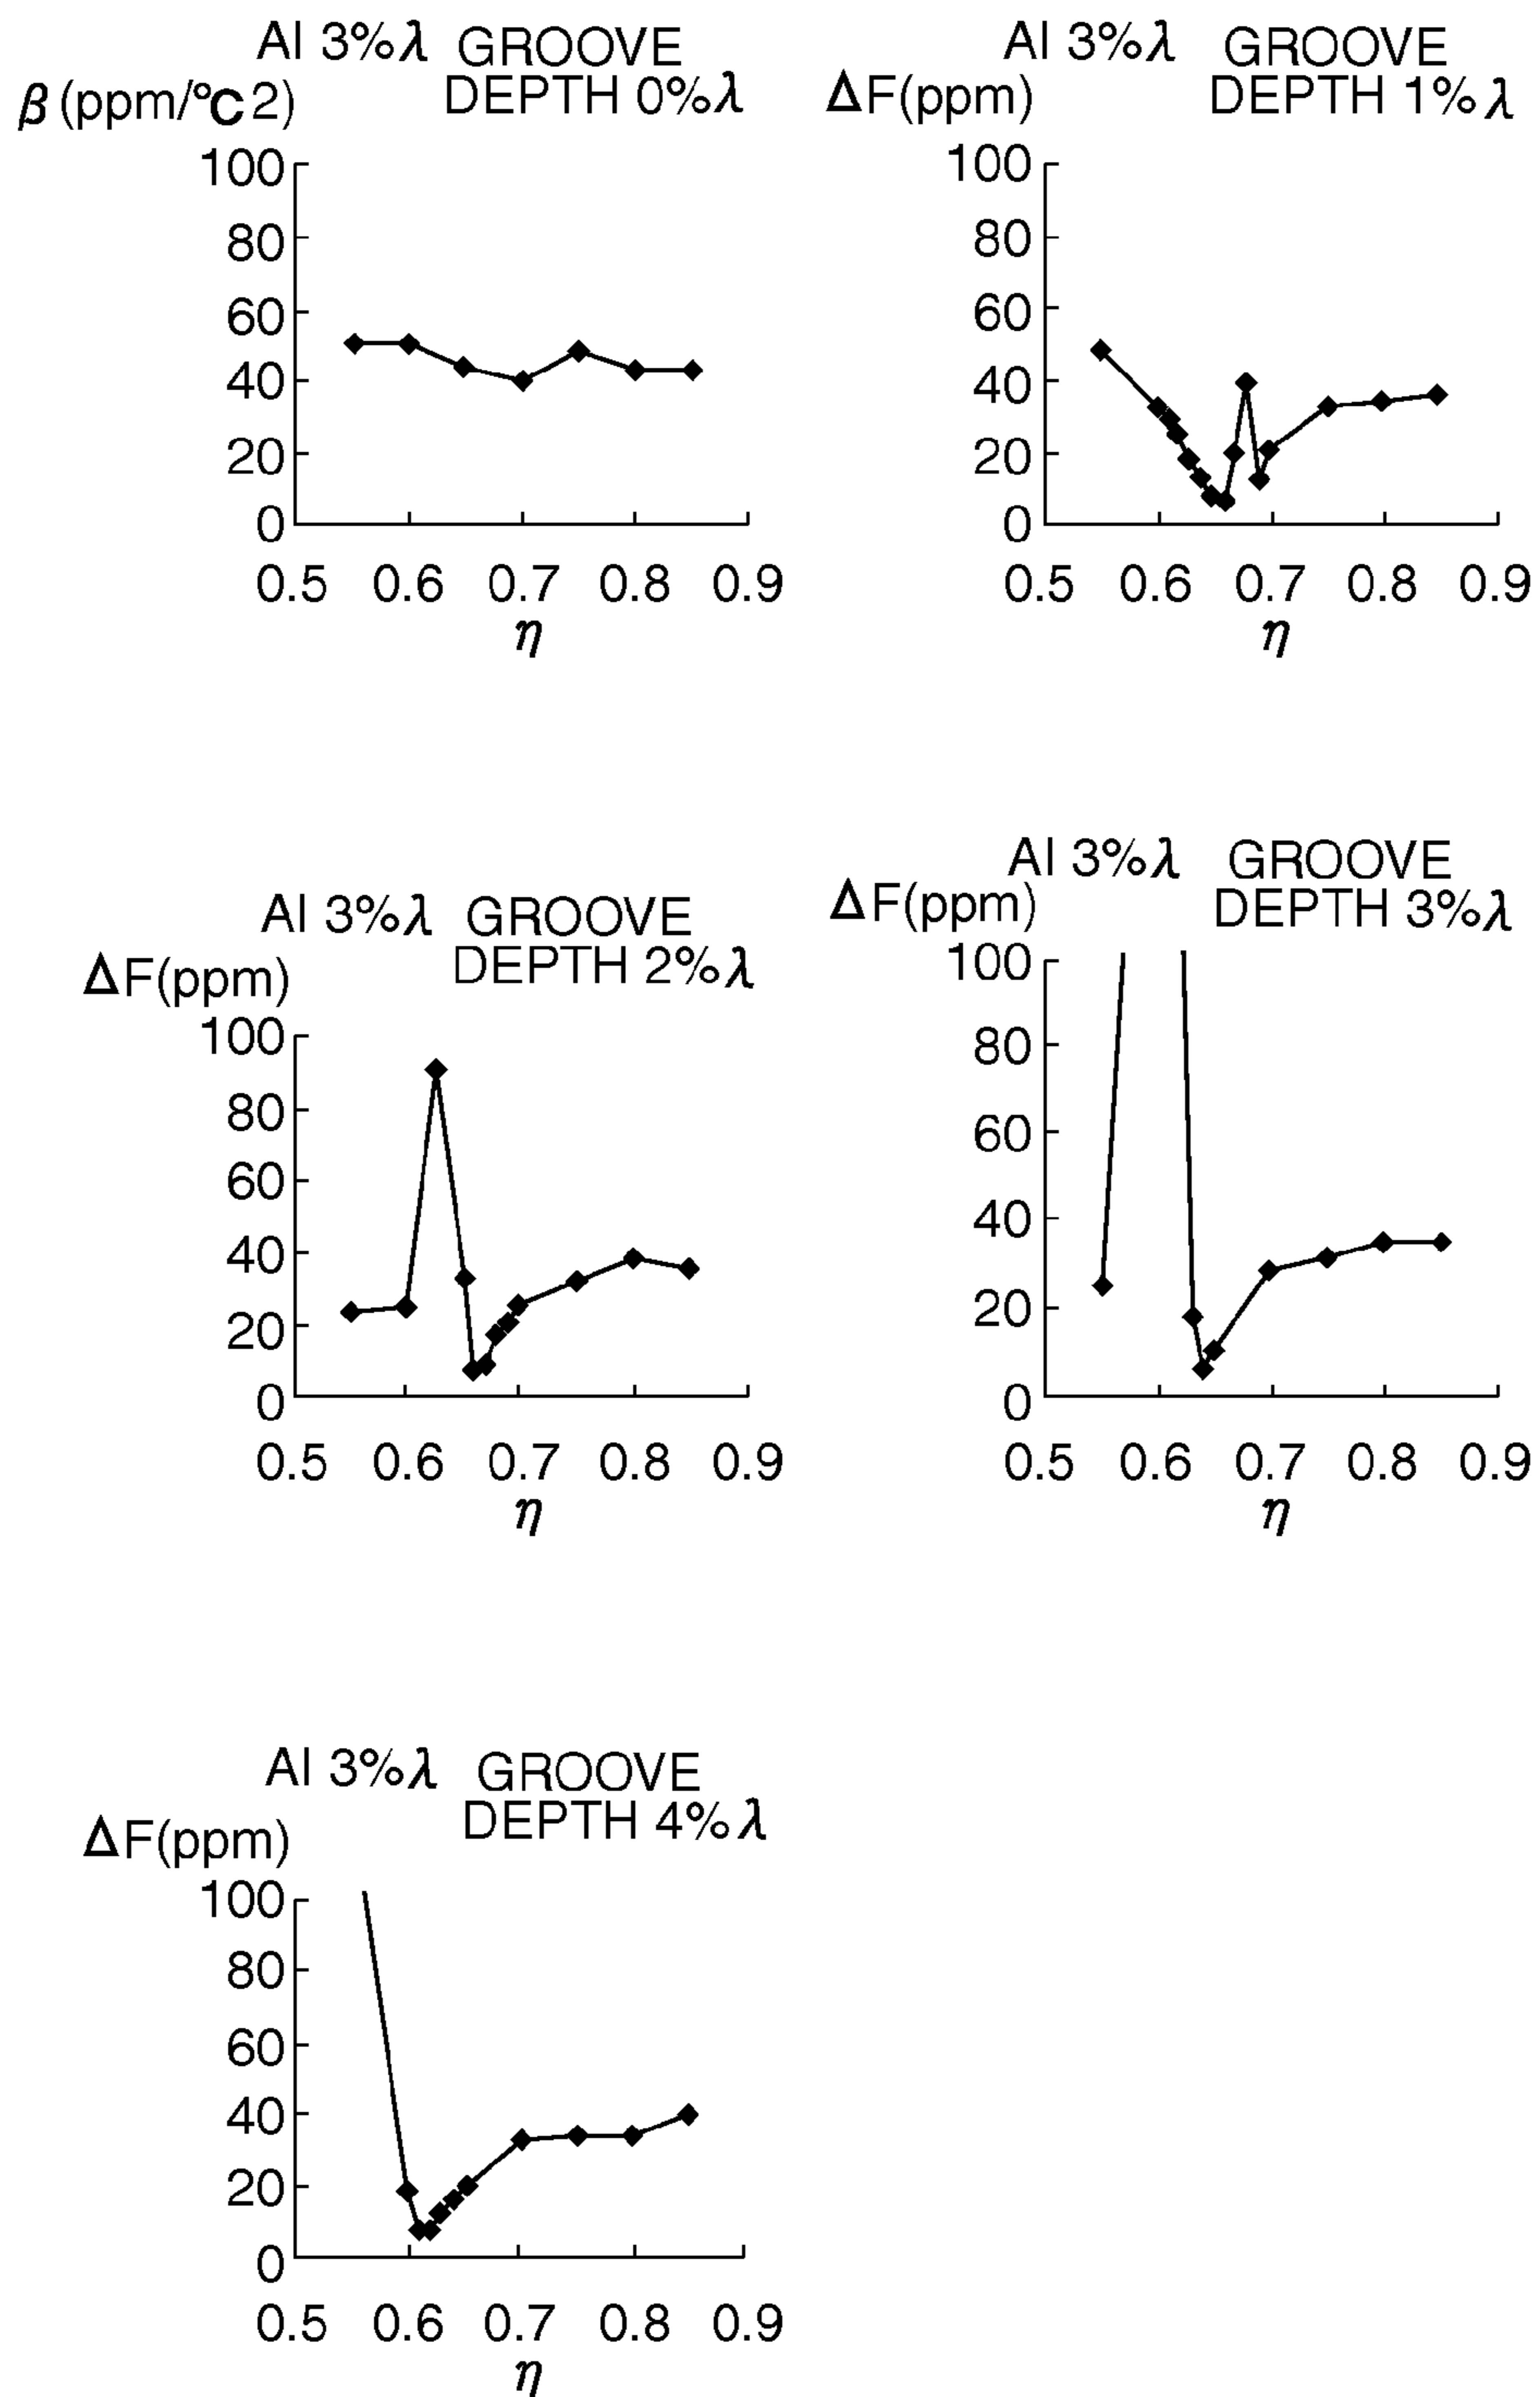 Al 3%λ GROOVE
DEPTH 0%λ
β(ppm/°C 2)
100
80
60
40
20
0
0.5 0.6 0.7 0.8 0.9
η
Al 3%λ GROOVE
DEPTH 1%λ
ΔF(ppm)
100
80
60
40
20
0
0.5 0.6 0.7 0.8 0.9
η
Al 3%λ GROOVE
DEPTH 2%λ
ΔF(ppm)
100
80
60
40
20
0
0.5 0.6 0.7 0.8 0.9
η
Al 3%λ GROOVE
DEPTH 3%λ
ΔF(ppm)
100
80
60
40
20
0
0.5 0.6 0.7 0.8 0.9
η
Al 3%λ GROOVE
DEPTH 4%λ
ΔF(ppm)
100
80
60
40
20
0
0.5 0.6 0.7 0.8 0.9
η